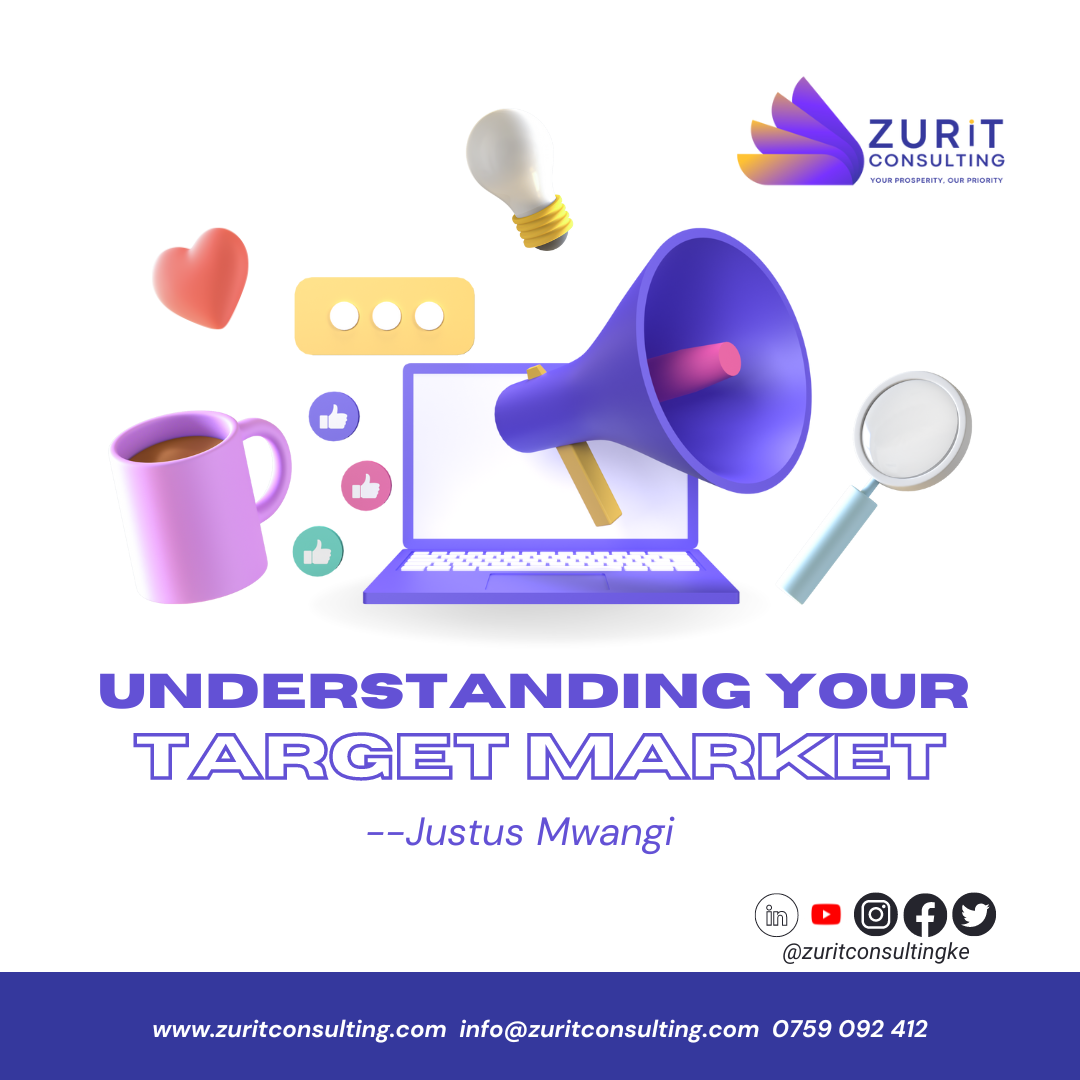 ZURiT
CONSULTING
YOUR PROSPERITY, OUR PRIORITY
UNDERSTANDING YOUR
TARGET MARKET
--Justus Mwangi
in
@zuritconsultingke
www.zuritconsulting.com info@zuritconsulting.com 0759 092 412